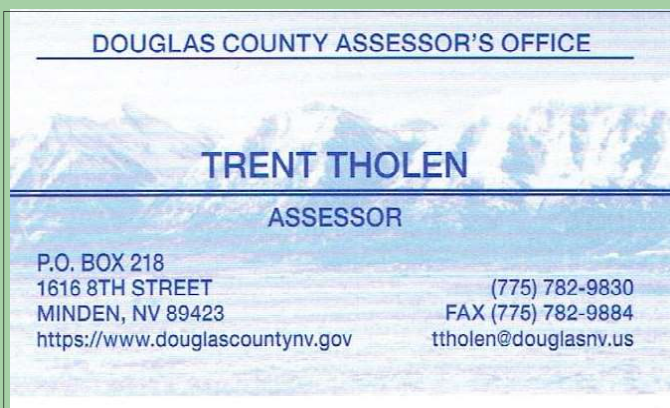 DOUGLAS COUNTY ASSESSOR'S OFFICE
TRENT THOLEN
ASSESSOR
P.O. BOX 218
1616 8TH STREET
MINDEN, NV 89423
https://www.douglascountynv.gov
(775) 782-9830
FAX (775) 782-9884
ttholen@douglasnv.us